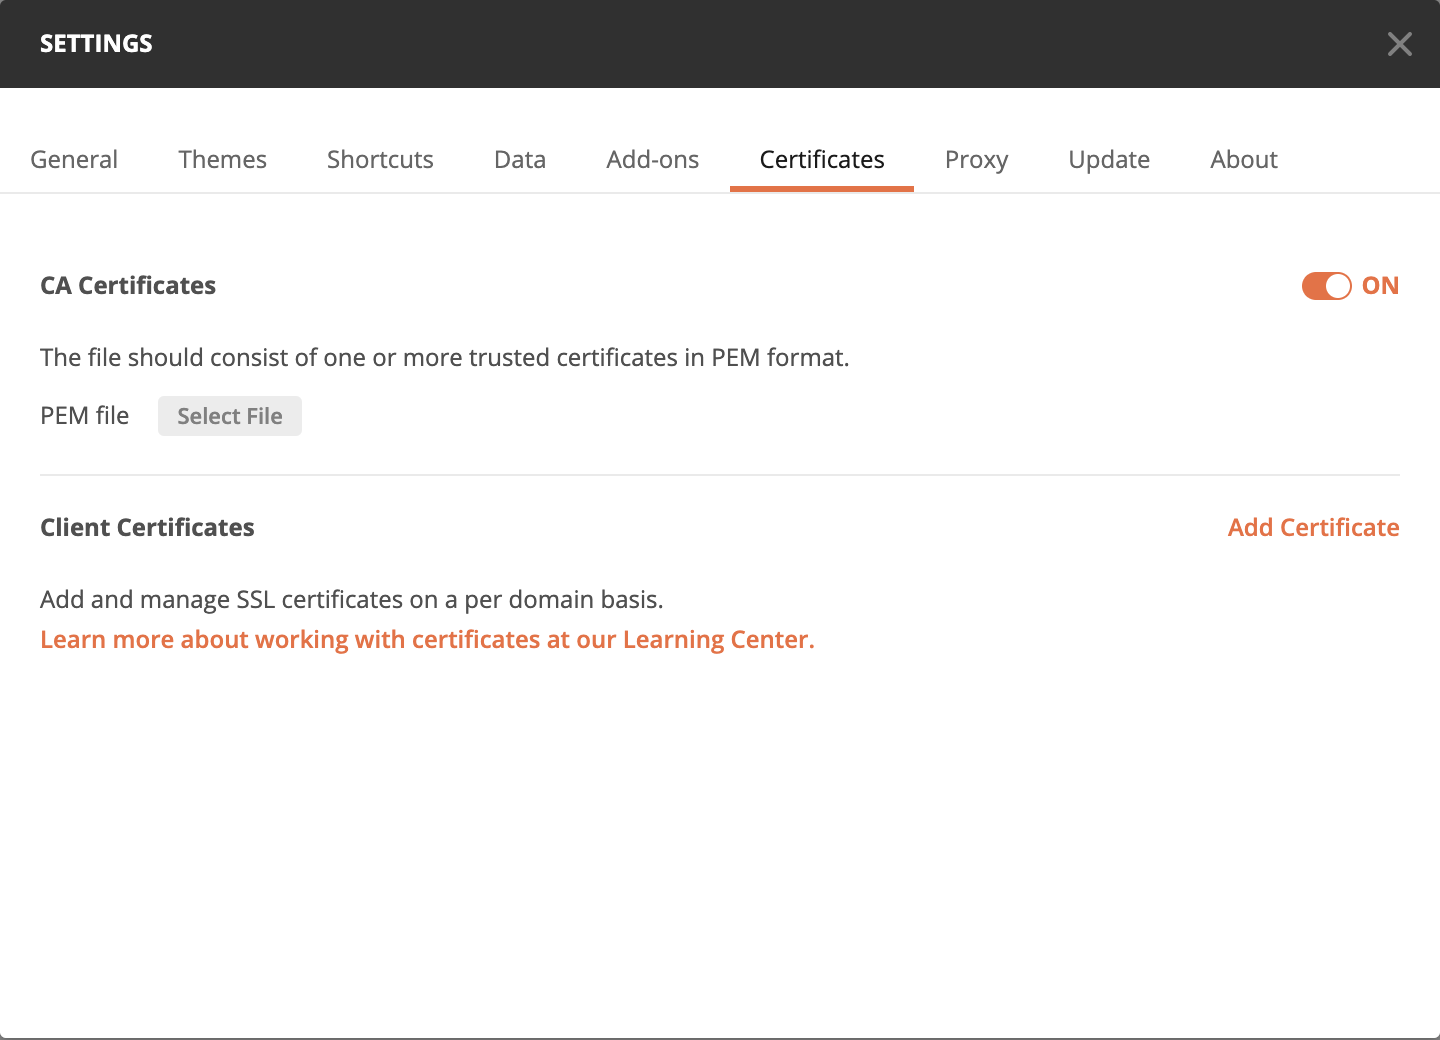 SETTINGS
General Themes Shortcuts Data Add-ons Certificates Proxy Update About
CA Certificates ON
The file should consist of one or more trusted certificates in PEM format.
PEM file Select File
Client Certificates Add Certificate
Add and manage SSL certificates on a per domain basis.
Learn more about working with certificates at our Learning Center.